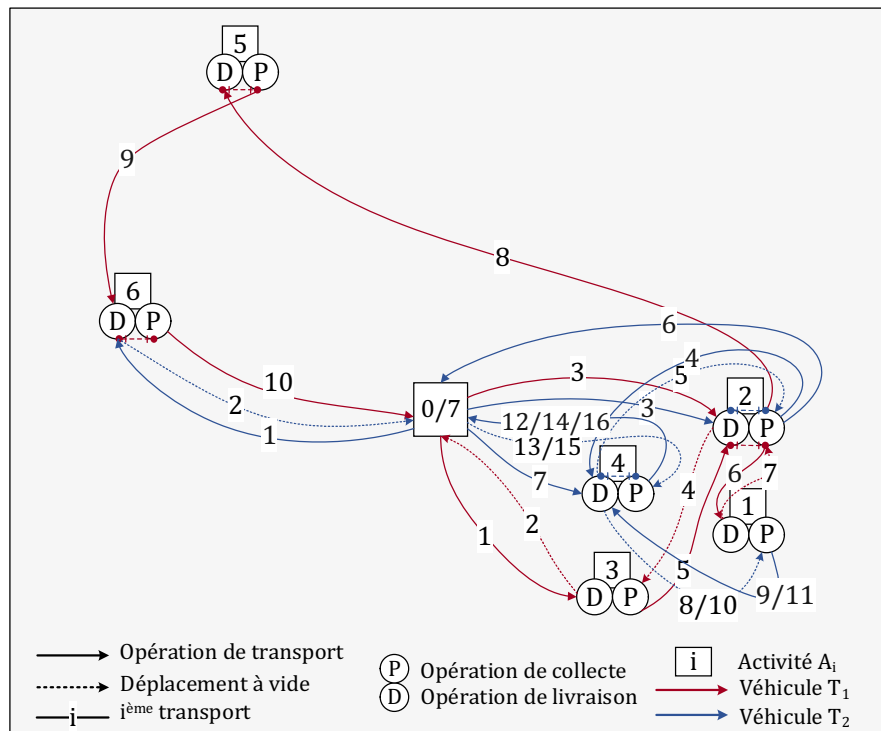 5
D P
9
8
6
D P
6
4
5
10
3
2
2
0/7
3
D P
12/14/16
1
13/15
4
6
7
7
4
1
D P
2
1
D P
3
5
D P
8/10
9/11
Opération de transport
Déplacement à vide
i ième transport
P Opération de collecte
D Opération de livraison
i Activité Ai
Véhicule T1
Véhicule T2